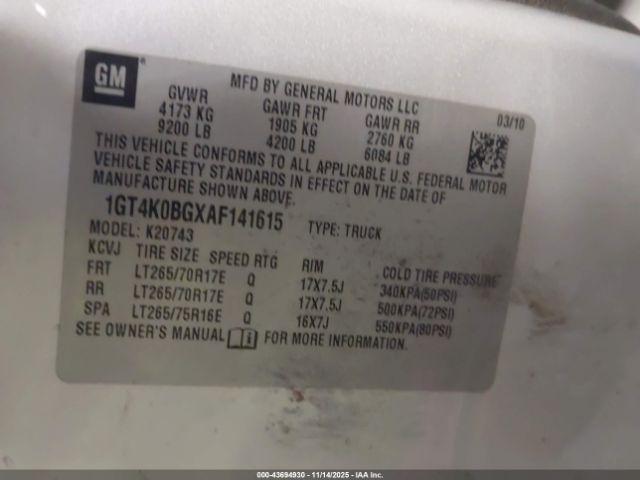 GM
MFD BY GENERAL MOTORS LLC
03/10
GVWR GAWR FRT GAWR RR
4173 KG 1905 KG 2760 KG
9200 LB 4200 LB 6084 LB
THIS VEHICLE CONFORMS TO ALL APPLICABLE U.S. FEDERAL MOTOR
VEHICLE SAFETY STANDARDS IN EFFECT ON THE DATE OF
MANUFACTURE SHOWN ABOVE.
1GT4K0BGXAF141615 TYPE: TRUCK
MODEL: K20743
KCVJ TIRE SIZE SPEED RTG RIM COLD TIRE PRESSURE
FRT LT265/70R17E Q 17X7.5J 340KPA(50PSI)
RR LT265/70R17E Q 17X7.5J 500KPA(72PSI)
SPA LT265/75R16E Q 16X7J 550KPA(80PSI)
SEE OWNER'S MANUAL FOR MORE INFORMATION.
000-43694930 - 11/14/2025 - IAA Inc.